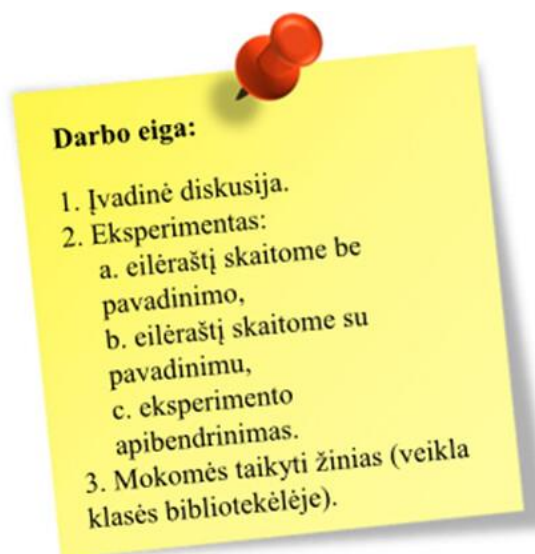 Darbo eiga:
1. Įvadinė diskusija.
2. Eksperimentas:
a. eilėraštį skaitome be
pavadinimo,
b. eilėraštį skaitome su
pavadinimu,
c. eksperimento
apibendrinimas.
3. Mokomės taikyti žinias (veikla
klasės bibliotekėlėje).